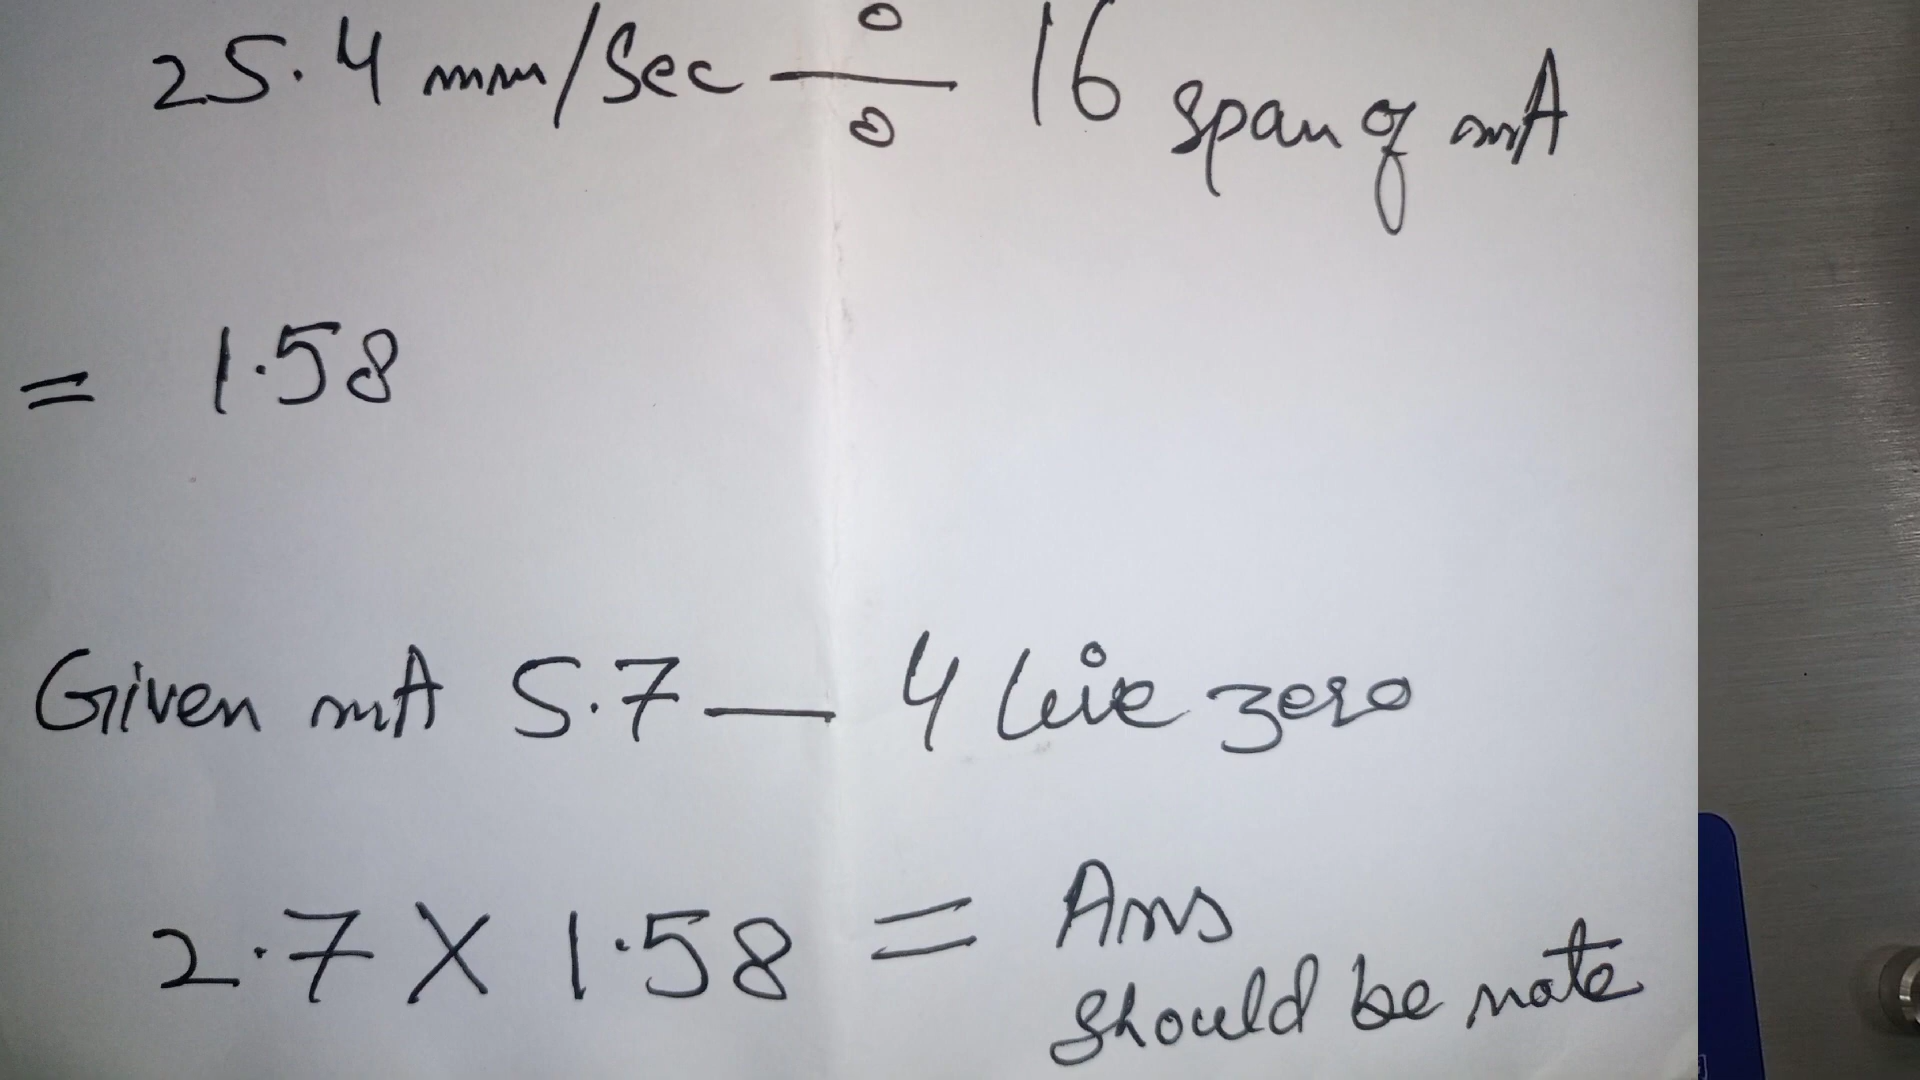 25.4 mm/Sec ÷ 16 span of mA
= 1.58
Given mA 5.7 — 4 live zero
2.7 X 1.58 = Ans
should be mate